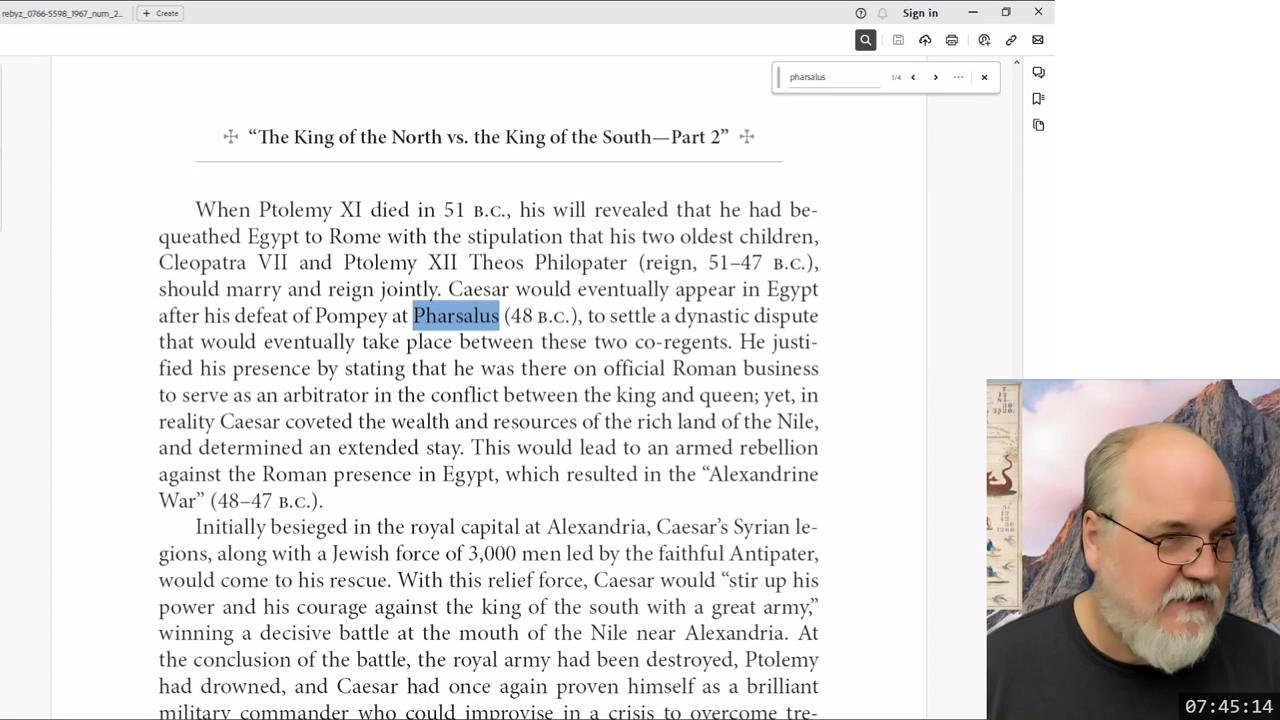 rebyz_0766-5598_1967_num_2...
+ Create
Sign in
pharsalus
1/4
✢ “The King of the North vs. the King of the South—Part 2” ✢
When Ptolemy XI died in 51 B.C., his will revealed that he had be-
queathed Egypt to Rome with the stipulation that his two oldest children,
Cleopatra VII and Ptolemy XII Theos Philopater (reign, 51–47 B.C.),
should marry and reign jointly. Caesar would eventually appear in Egypt
after his defeat of Pompey at Pharsalus (48 B.C.), to settle a dynastic dispute
that would eventually take place between these two co-regents. He justi-
fied his presence by stating that he was there on official Roman business
to serve as an arbitrator in the conflict between the king and queen; yet, in
reality Caesar coveted the wealth and resources of the rich land of the Nile,
and determined an extended stay. This would lead to an armed rebellion
against the Roman presence in Egypt, which resulted in the “Alexandrine
War” (48–47 B.C.).
Initially besieged in the royal capital at Alexandria, Caesar’s Syrian le-
gions, along with a Jewish force of 3,000 men led by the faithful Antipater,
would come to his rescue. With this relief force, Caesar would “stir up his
power and his courage against the king of the south with a great army,”
winning a decisive battle at the mouth of the Nile near Alexandria. At
the conclusion of the battle, the royal army had been destroyed, Ptolemy
had drowned, and Caesar had once again proven himself as a brilliant
military commander who could improvise in a crisis to overcome tre-
07:45:14